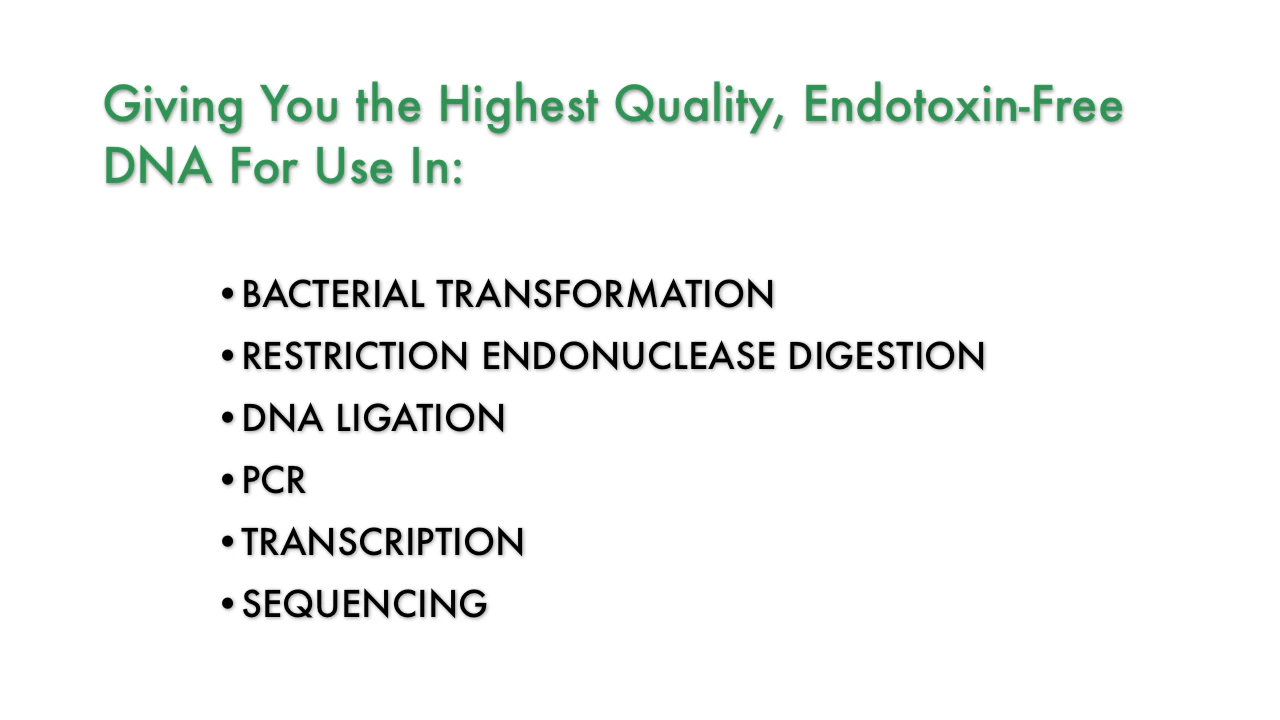 Giving You the Highest Quality, Endotoxin-Free
DNA For Use In:
•BACTERIAL TRANSFORMATION
•RESTRICTION ENDONUCLEASE DIGESTION
•DNA LIGATION
•PCR
•TRANSCRIPTION
•SEQUENCING